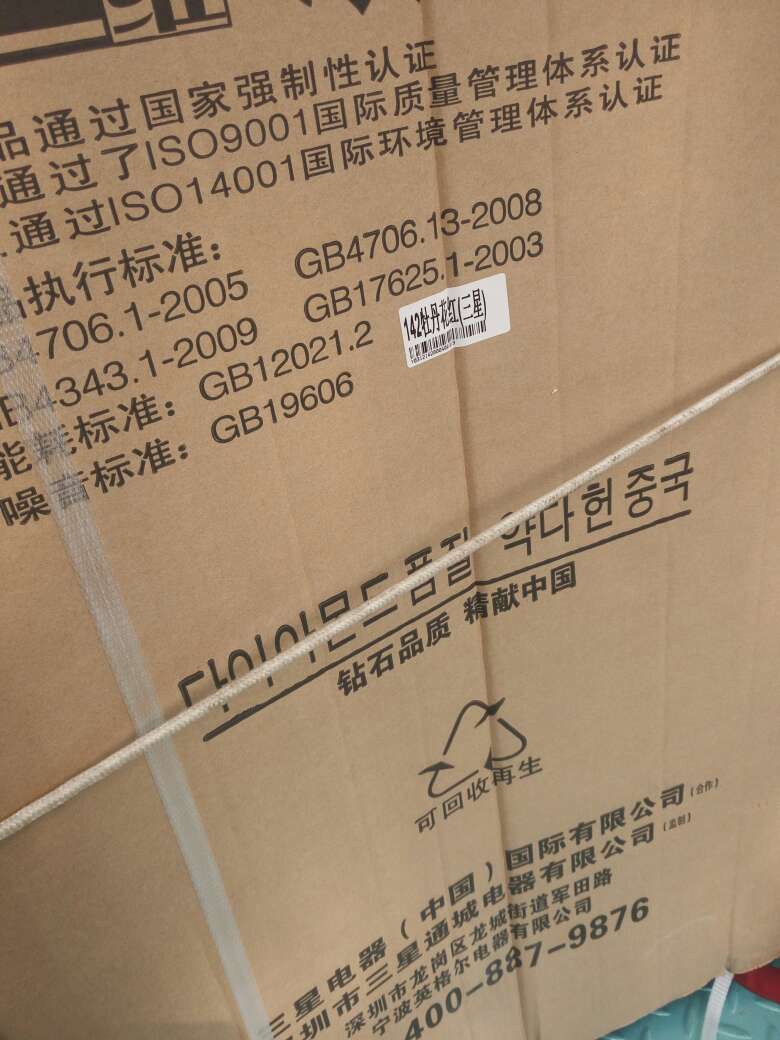 品通过国家强制性认证
通过了ISO9001国际质量管理体系认证
通过ISO14001国际环境管理体系认证
执行标准:
4706.1-2005 GB4706.13-2008
4343.1-2009 GB17625.1-2003
能耗标准: GB12021.2
噪音标准: GB19606
142牡丹花红(三星)
다이아몬드품질 약다헌중국
钻石品质 精献中国
可回收再生
三星电器(中国)国际有限公司(合作)
圳市三星通城电器有限公司(监制)
深圳市龙岗区龙城街道军田路
宁波英格尔电器有限公司
400-887-9876